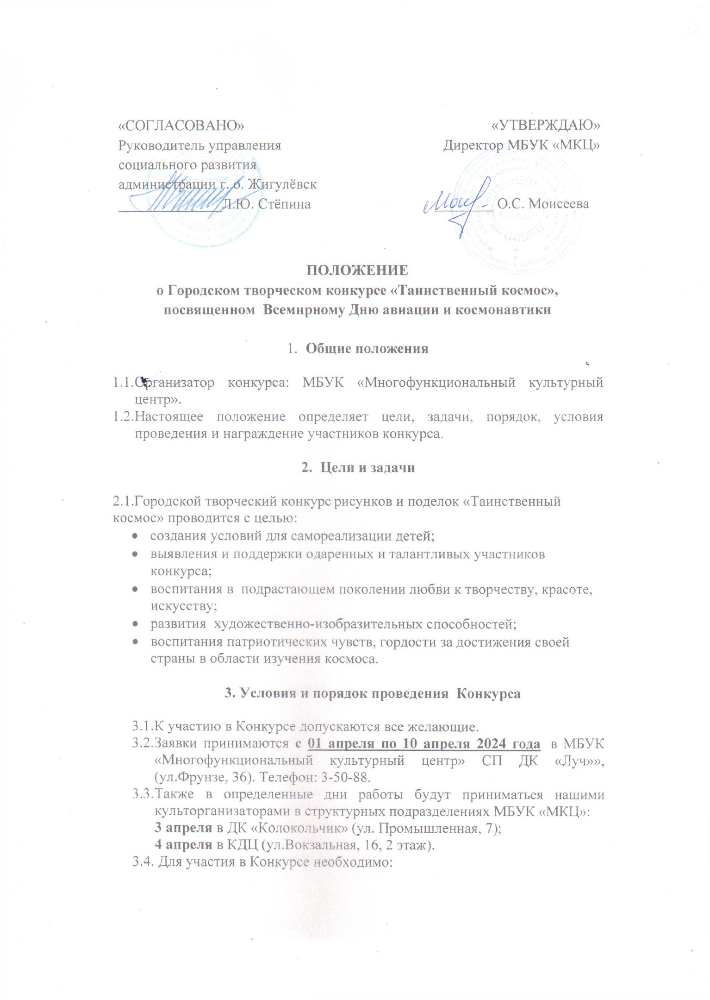 «СОГЛАСОВАНО»
Руководитель управления
социального развития
администрации г. о. Жигулёвск
Л.Ю. Стёпина
«УТВЕРЖДАЮ»
Директор МБУК «МКЦ»
О.С. Моисеева
ПОЛОЖЕНИЕ
о Городском творческом конкурсе «Таинственный космос»,
посвященном Всемирному Дню авиации и космонавтики
1. Общие положения
1.1.Организатор конкурса: МБУК «Многофункциональный культурный
центр».
1.2.Настоящее положение определяет цели, задачи, порядок, условия
проведения и награждение участников конкурса.
2. Цели и задачи
2.1.Городской творческий конкурс рисунков и поделок «Таинственный
космос» проводится с целью:
• создания условий для самореализации детей;
• выявления и поддержки одаренных и талантливых участников
конкурса;
• воспитания в подрастающем поколении любви к творчеству, красоте,
искусству;
• развития художественно-изобразительных способностей;
• воспитания патриотических чувств, гордости за достижения своей
страны в области изучения космоса.
3. Условия и порядок проведения Конкурса
3.1.К участию в Конкурсе допускаются все желающие.
3.2.Заявки принимаются с 01 апреля по 10 апреля 2024 года в МБУК
«Многофункциональный культурный центр» СП ДК «Луч»»,
(ул.Фрунзе, 36). Телефон: 3-50-88.
3.3.Также в определенные дни работы будут приниматься нашими
культорганизаторами в структурных подразделениях МБУК «МКЦ»:
3 апреля в ДК «Колокольчик» (ул. Промышленная, 7);
4 апреля в КДЦ (ул.Вокзальная, 16, 2 этаж).
3.4. Для участия в Конкурсе необходимо: